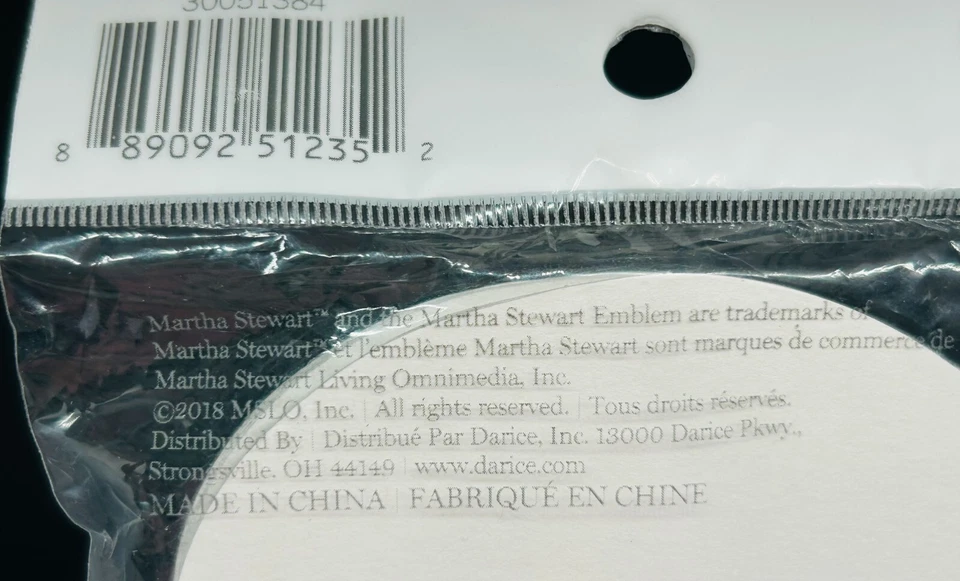 30051384
8 89092 51235 2
Martha Stewart™ and the Martha Stewart Emblem are trademarks of
Martha Stewart™ et l'emblème Martha Stewart sont marques de commerce de
Martha Stewart Living Omnimedia, Inc.
©2018 MSLO, Inc. | All rights reserved. | Tous droits réservés.
Distributed By | Distribué Par Darice, Inc. 13000 Darice Pkwy.,
Strongsville, OH 44149 | www.darice.com
MADE IN CHINA | FABRIQUÉ EN CHINE